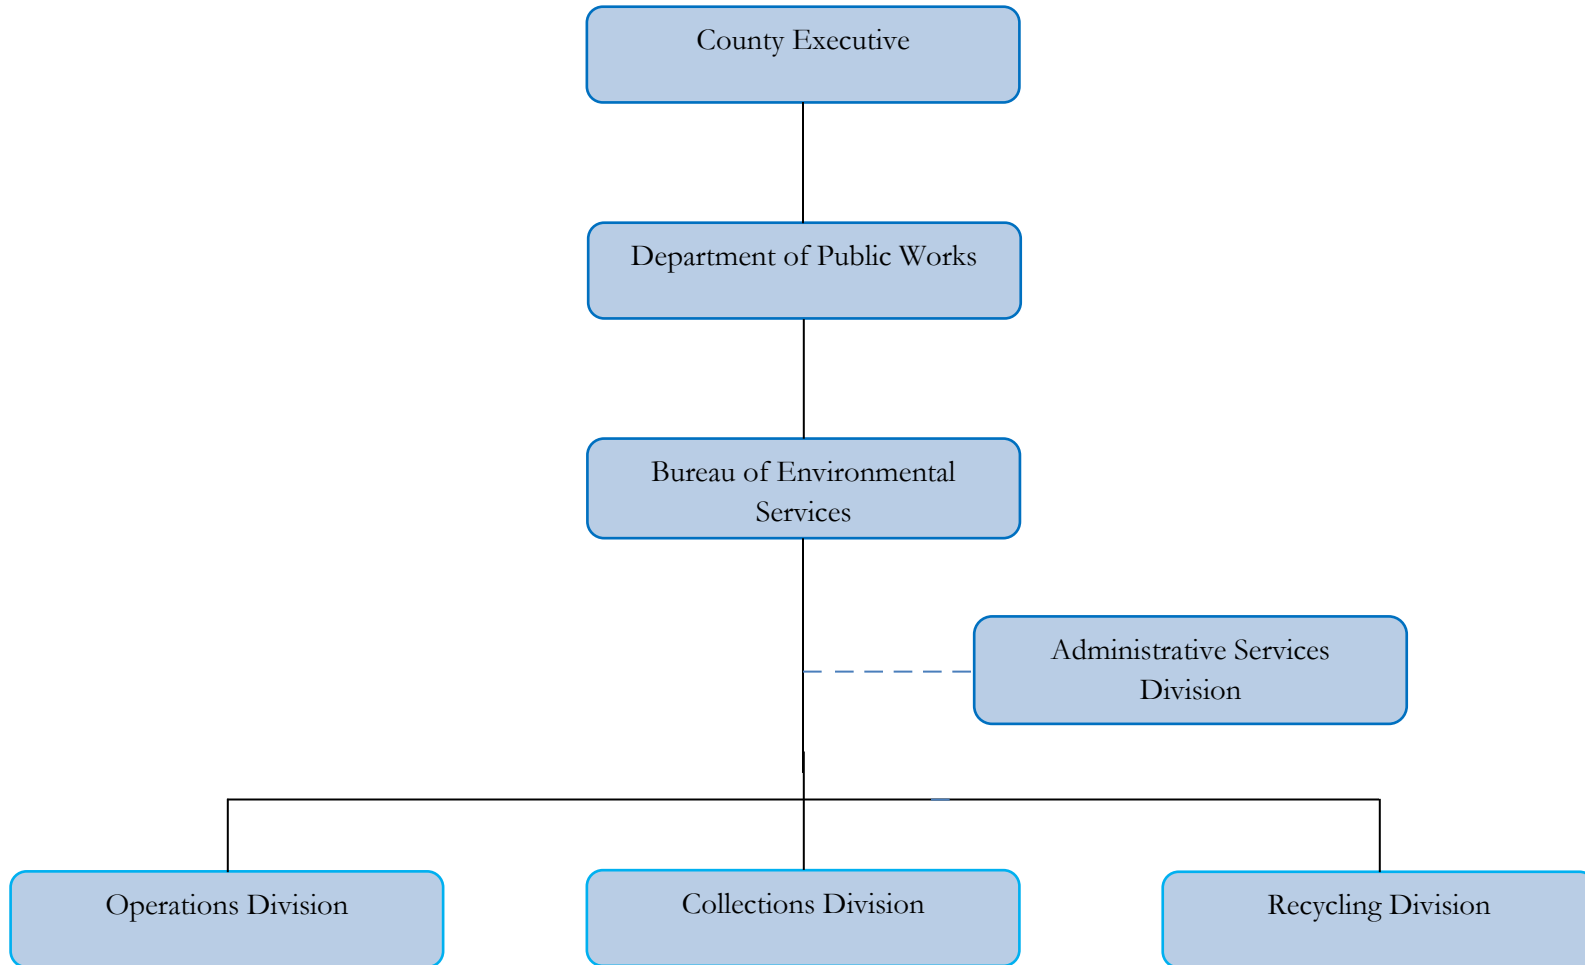 County Executive
Department of Public Works
Bureau of Environmental
Services
Administrative Services
Division
Operations Division
Collections Division
Recycling Division